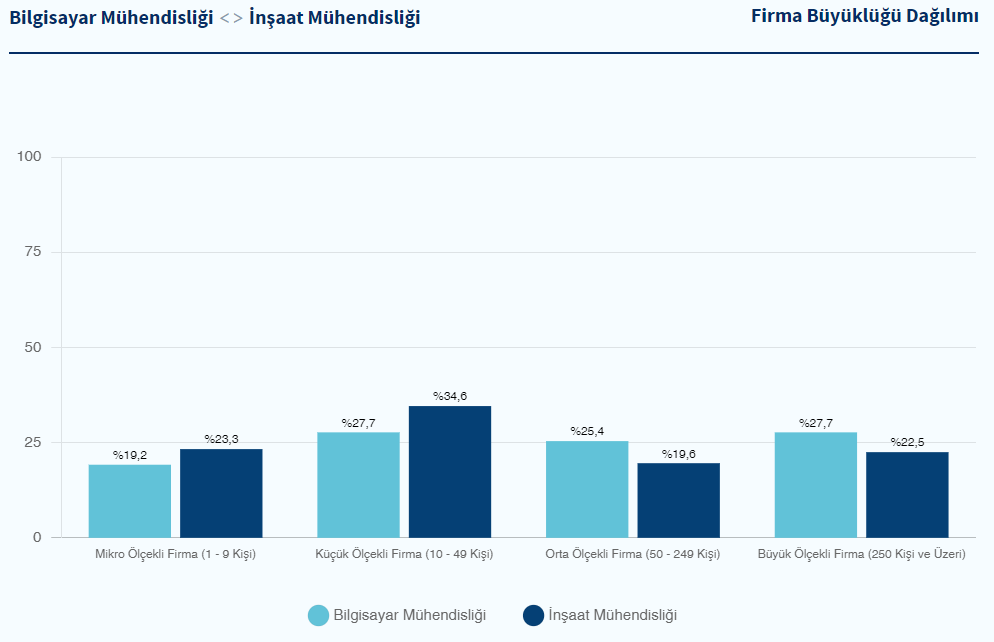 Bilgisayar Mühendisliği <> İnşaat Mühendisliği
Firma Büyüklüğü Dağılımı
100
75
50
25
0
%19,2
%23,3
%27,7
%34,6
%25,4
%19,6
%27,7
%22,5
Mikro Ölçekli Firma (1 - 9 Kişi)
Küçük Ölçekli Firma (10 - 49 Kişi)
Orta Ölçekli Firma (50 - 249 Kişi)
Büyük Ölçekli Firma (250 Kişi ve Üzeri)
Bilgisayar Mühendisliği
İnşaat Mühendisliği